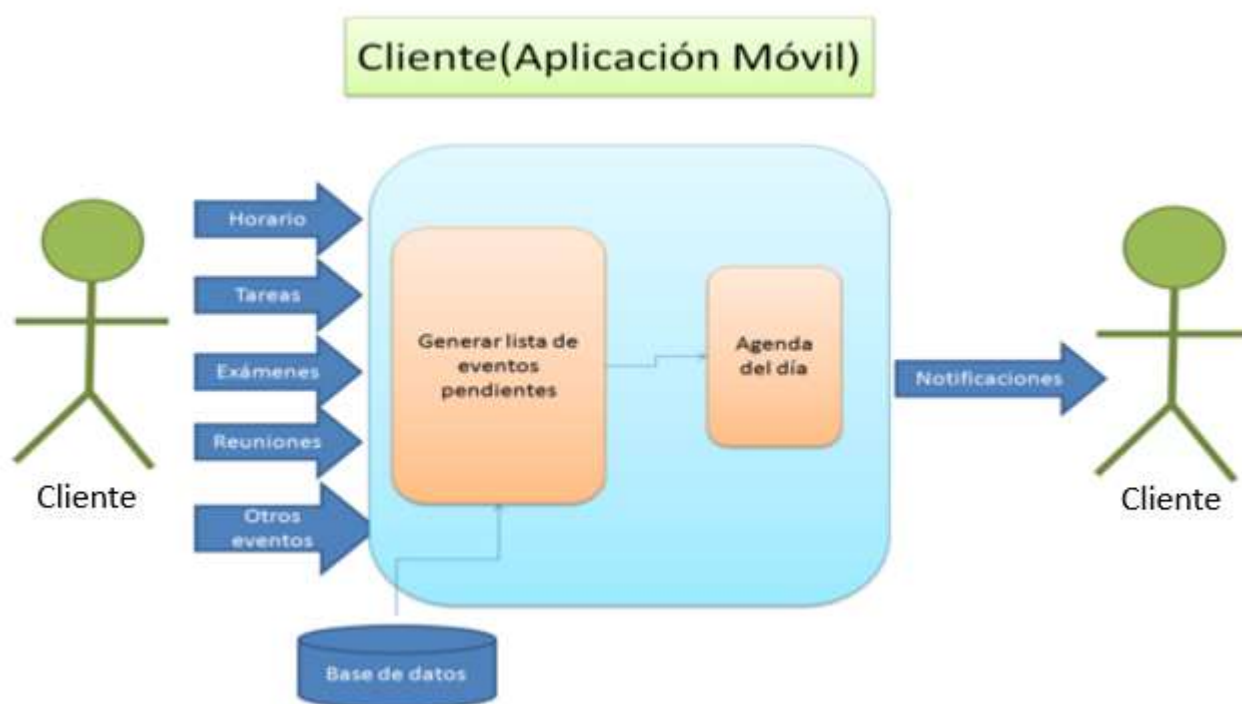 Cliente(Aplicación Móvil)
Horario
Tareas
Exámenes
Reuniones
Otros
eventos
Cliente
Generar lista de
eventos
pendientes
Agenda
del día
Notificaciones
Cliente
Base de datos